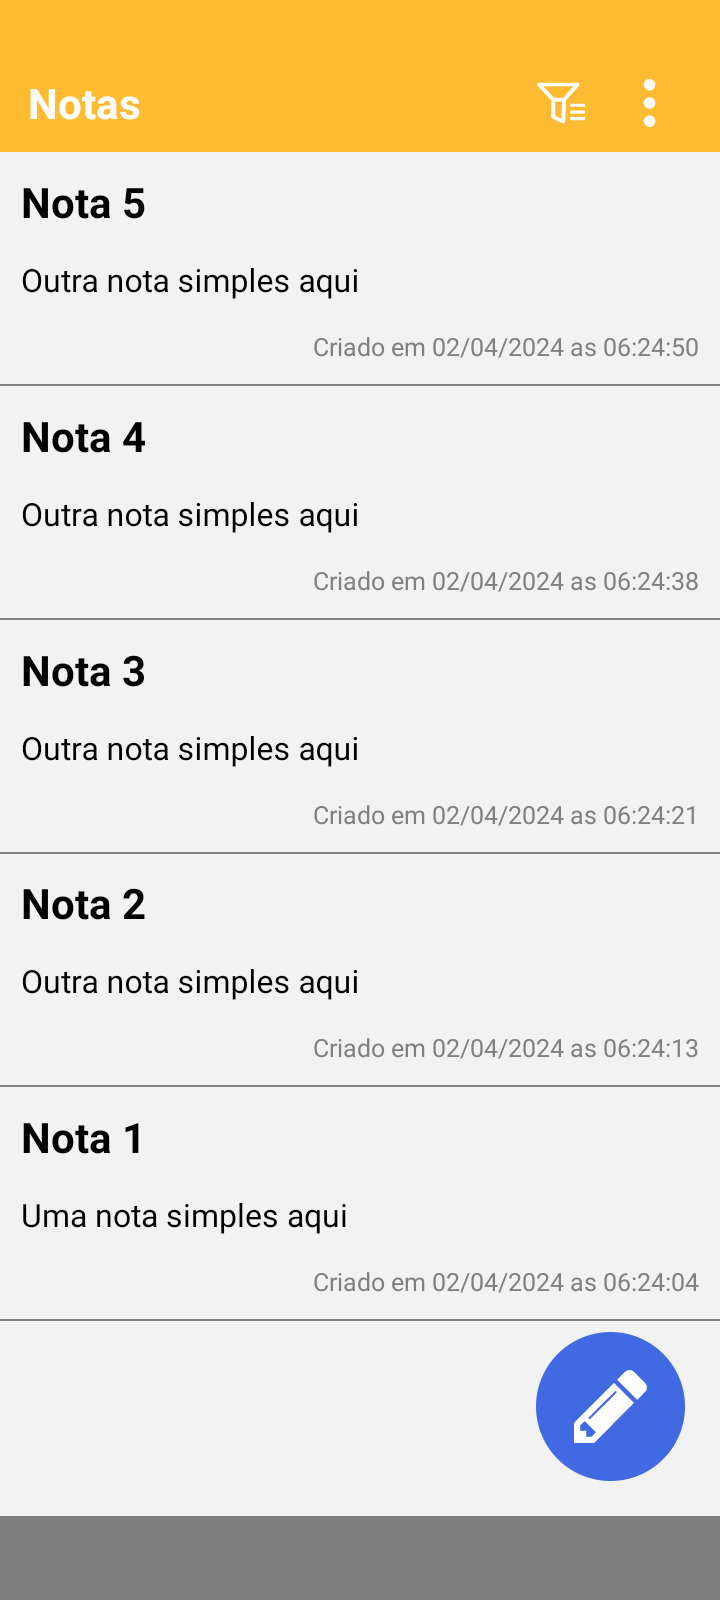 Notas
Nota 5
Outra nota simples aqui
Criado em 02/04/2024 as 06:24:50
Nota 4
Outra nota simples aqui
Criado em 02/04/2024 as 06:24:38
Nota 3
Outra nota simples aqui
Criado em 02/04/2024 as 06:24:21
Nota 2
Outra nota simples aqui
Criado em 02/04/2024 as 06:24:13
Nota 1
Uma nota simples aqui
Criado em 02/04/2024 as 06:24:04